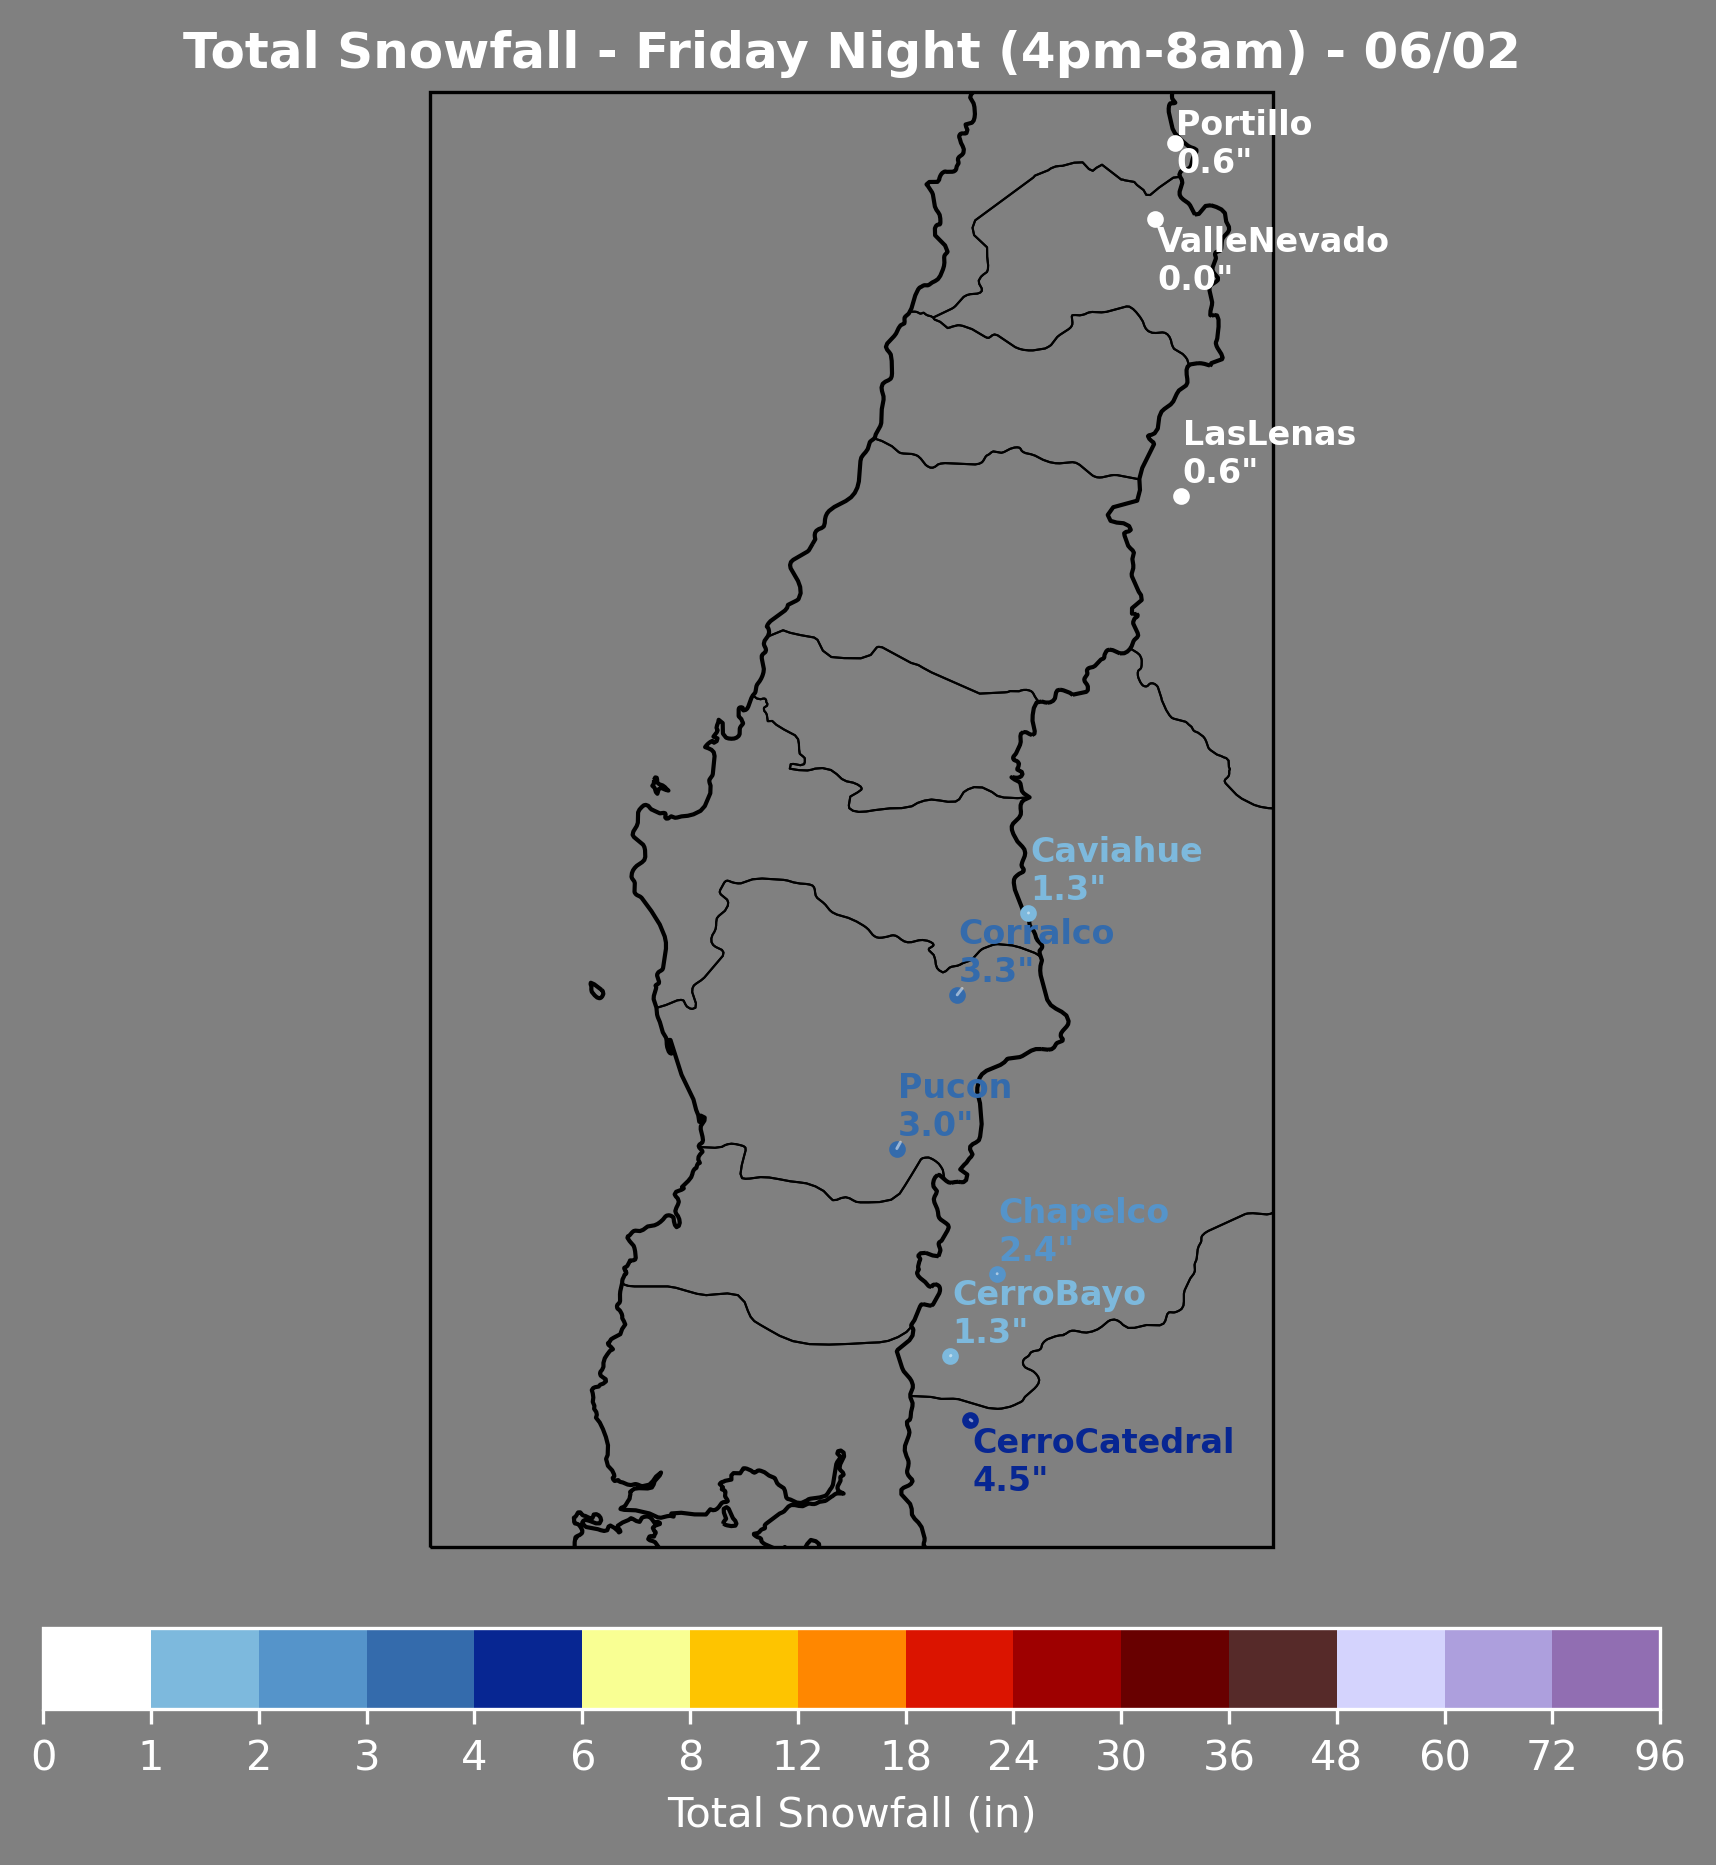 Total Snowfall - Friday Night (4pm-8am) - 06/02
Portillo
0.6"
ValleNevado
0.0"
LasLenas
0.6"
Caviahue
1.3"
Corralco
3.3"
Pucon
3.0"
Chapelco
2.4"
CerroBayo
1.3"
CerroCatedral
4.5"
0 1 2 3 4 6 8 12 18 24 30 36 48 60 72 96
Total Snowfall (in)